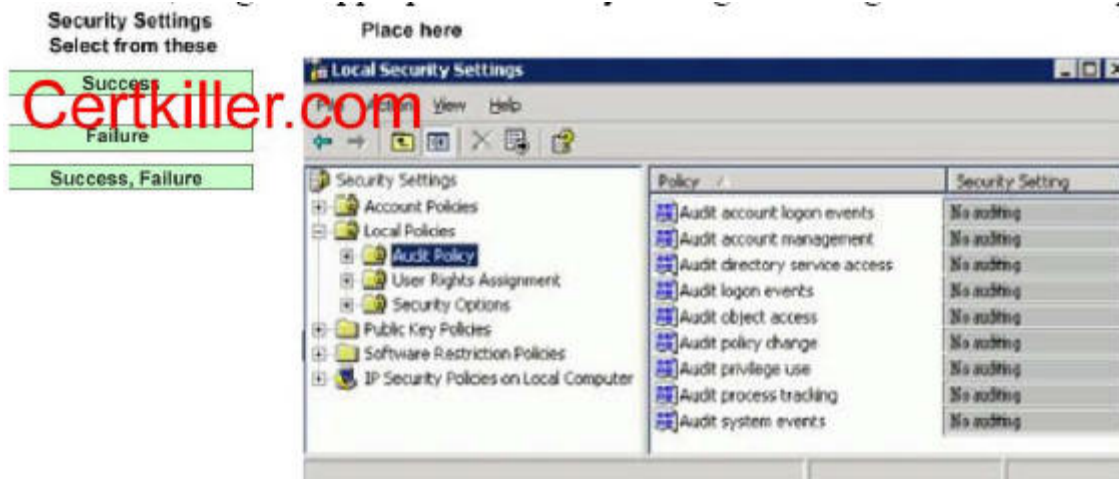 Security Settings
Select from these
Place here
Success
Failure
Success, Failure
Certkiller.com
Local Security Settings
View Help
Security Settings
Account Policies
Local Policies
Audit Policy
User Rights Assignment
Security Options
Public Key Policies
Software Restriction Policies
IP Security Policies on Local Computer
Policy Security Setting
Audit account logon events No auditing
Audit account management No auditing
Audit directory service access No auditing
Audit logon events No auditing
Audit object access No auditing
Audit policy change No auditing
Audit privilege use No auditing
Audit process tracking No auditing
Audit system events No auditing